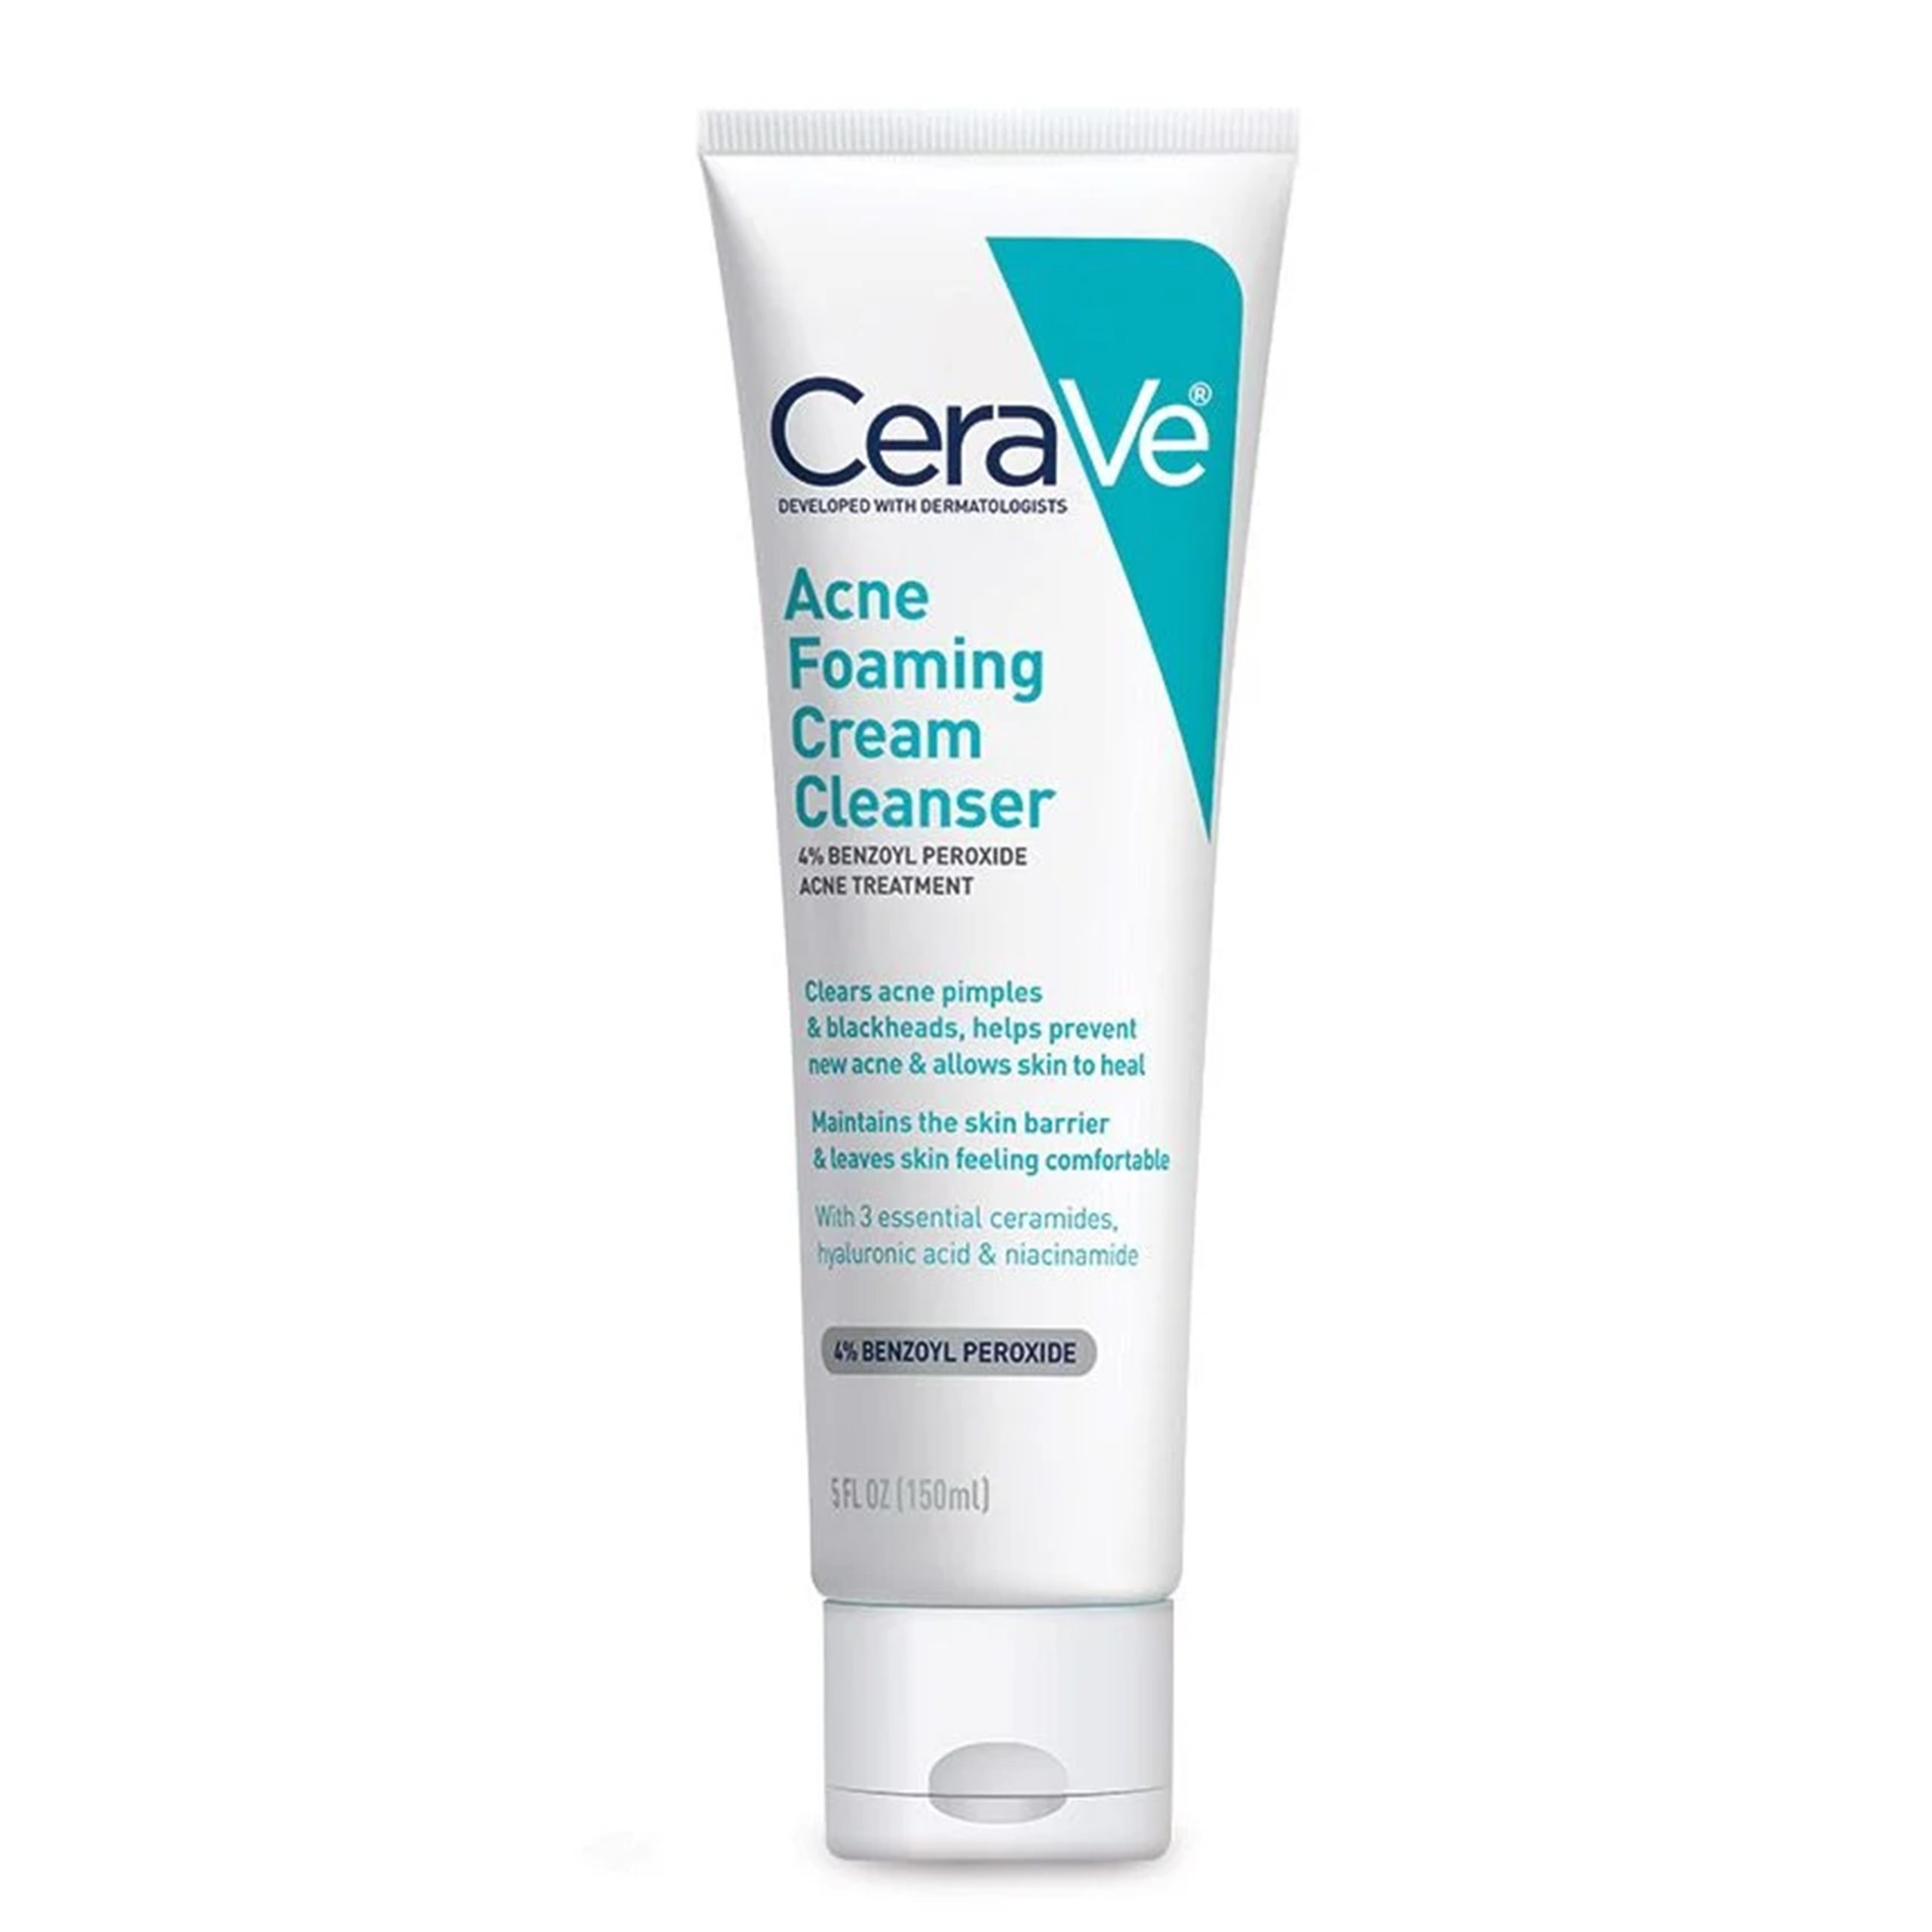 CeraVe®
DEVELOPED WITH DERMATOLOGISTS
Acne
Foaming
Cream
Cleanser
4% BENZOYL PEROXIDE
ACNE TREATMENT
Clears acne pimples
& blackheads, helps prevent
new acne & allows skin to heal
Maintains the skin barrier
& leaves skin feeling comfortable
With 3 essential ceramides,
hyaluronic acid & niacinamide
4% BENZOYL PEROXIDE
5 FL OZ (150ml)